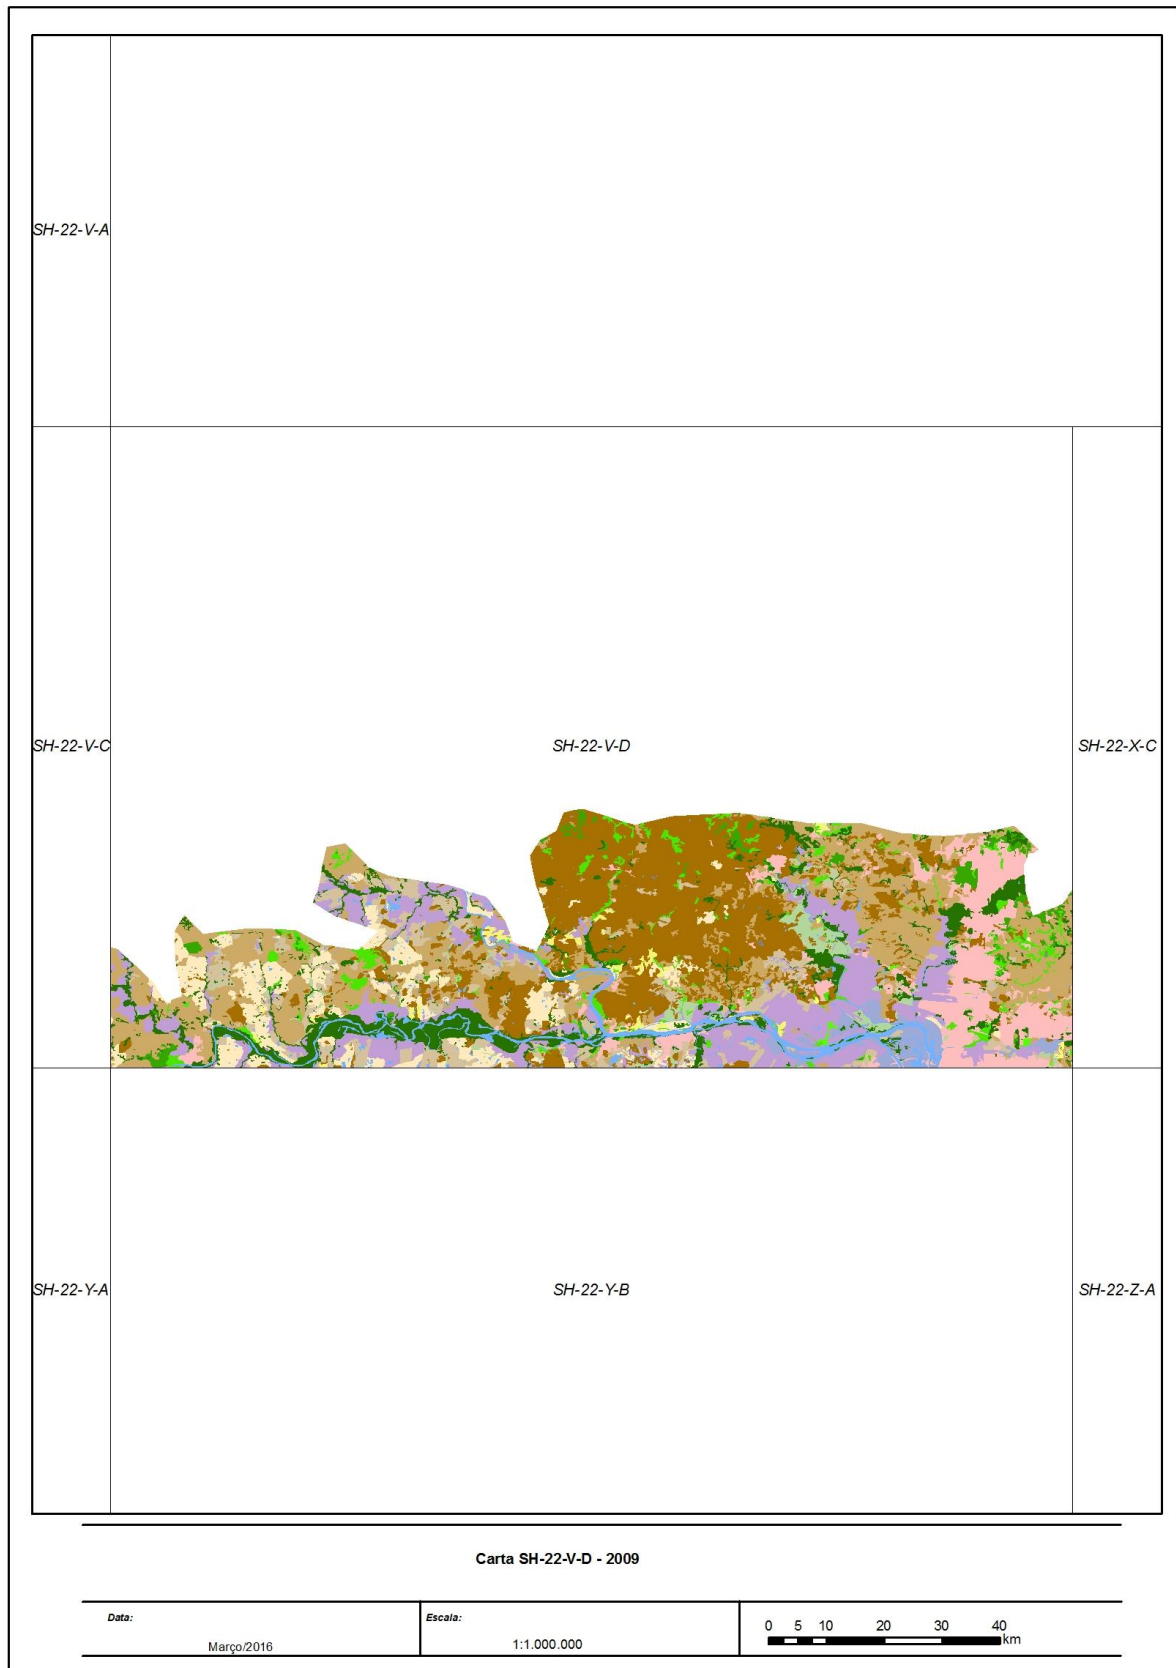 SH-22-V-A
SH-22-V-C
SH-22-V-D
SH-22-X-C
SH-22-Y-A
SH-22-Y-B
SH-22-Z-A
Carta SH-22-V-D - 2009
Data:
Março/2016
Escala:
1:1.000.000
0 5 10 20 30 40
km